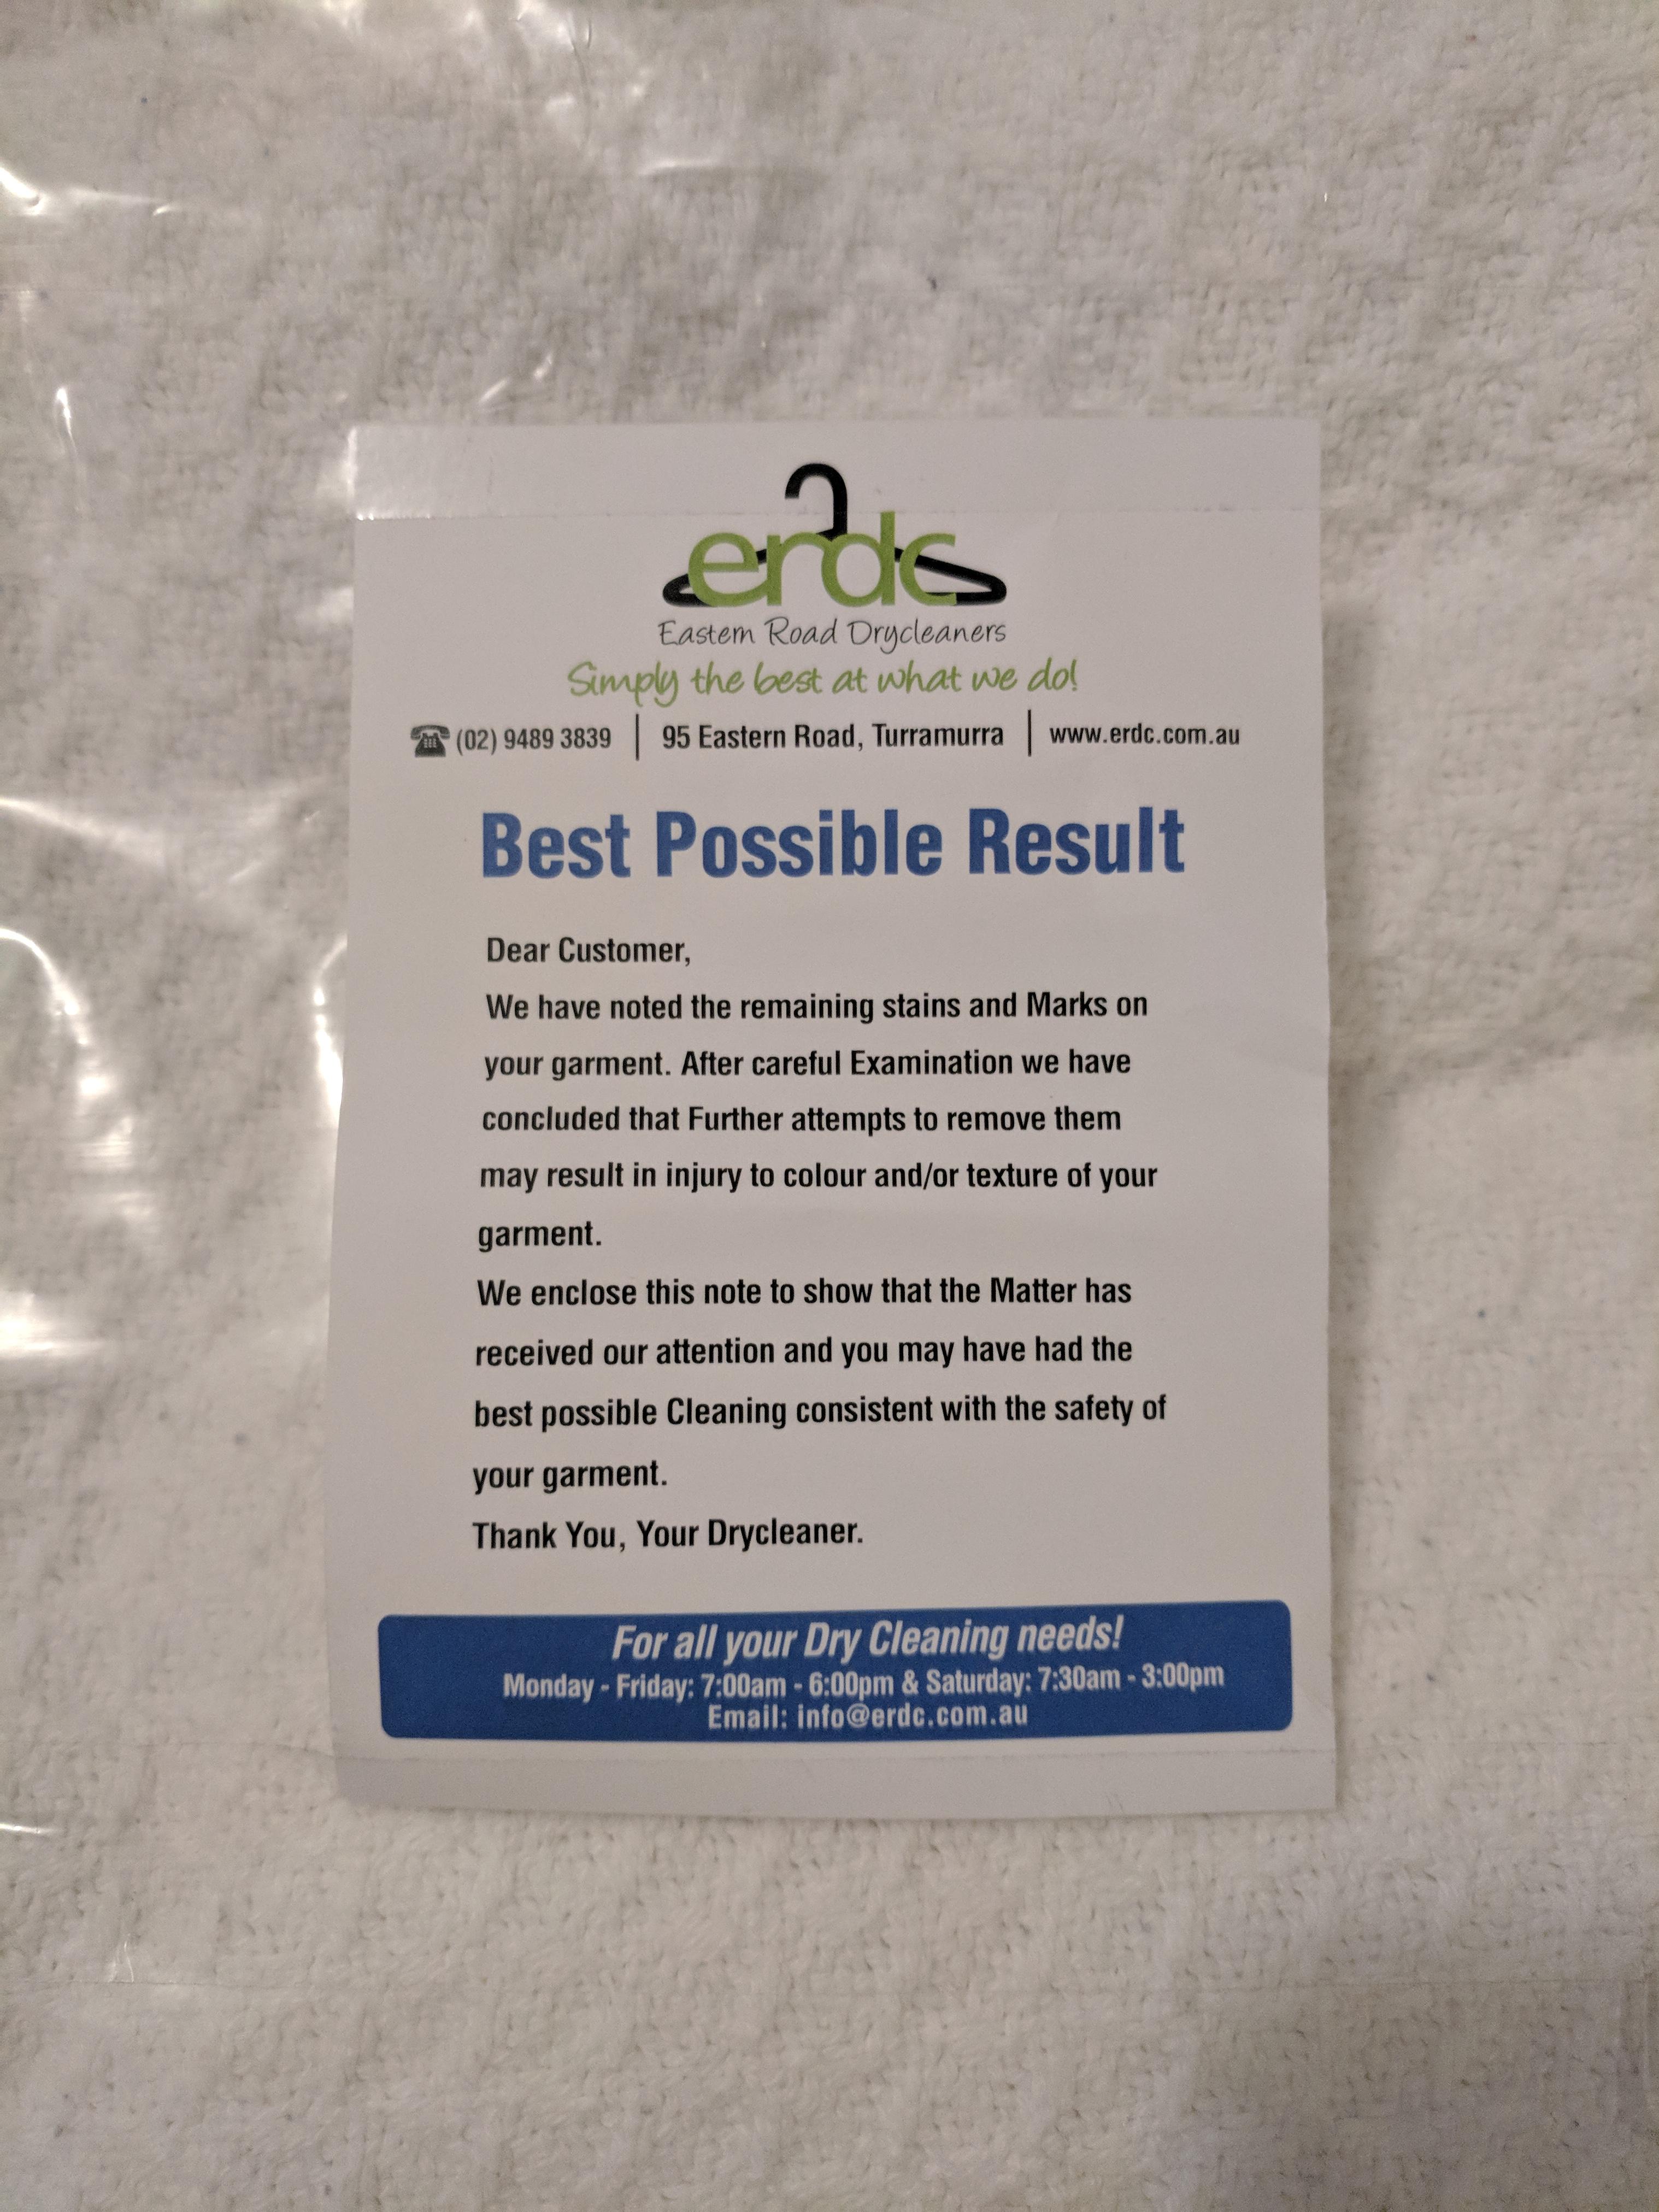 erdc
Eastern Road Drycleaners
Simply the best at what we do!
(02) 9489 3839 | 95 Eastern Road, Turramurra | www.erdc.com.au
Best Possible Result
Dear Customer,
We have noted the remaining stains and Marks on
your garment. After careful Examination we have
concluded that Further attempts to remove them
may result in injury to colour and/or texture of your
garment.
We enclose this note to show that the Matter has
received our attention and you may have had the
best possible Cleaning consistent with the safety of
your garment.
Thank You, Your Drycleaner.
For all your Dry Cleaning needs!
Monday - Friday: 7:00am - 6:00pm & Saturday: 7:30am - 3:00pm
Email: info@erdc.com.au